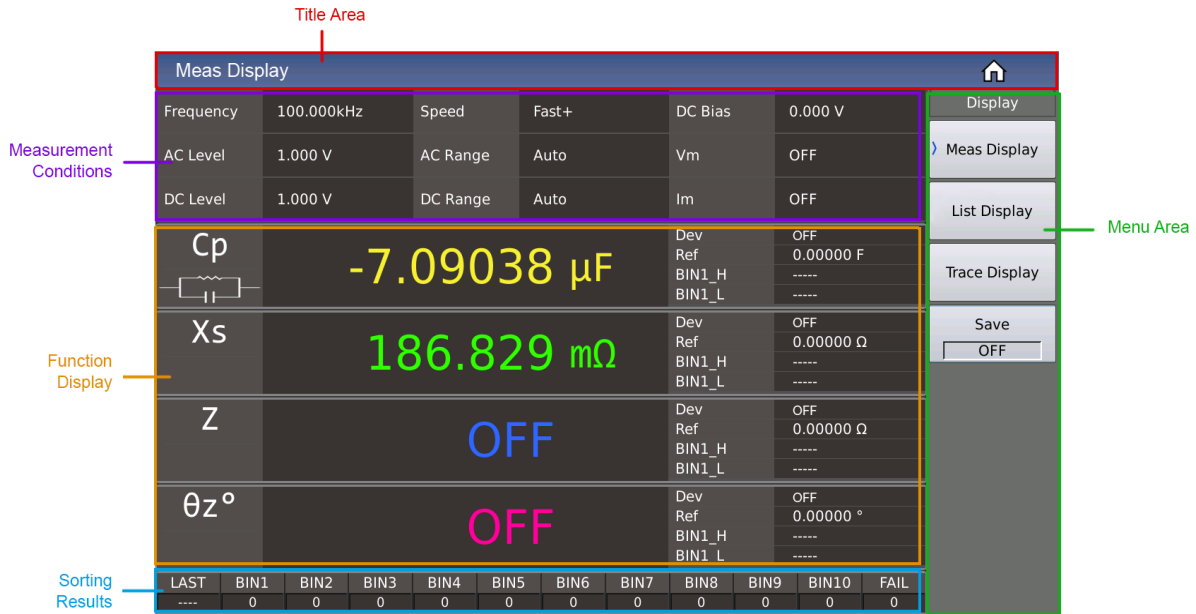 Title Area
Meas Display
Measurement
Conditions
Frequency 100.000kHz Speed Fast+ DC Bias 0.000 V
AC Level 1.000 V AC Range Auto Vm OFF
DC Level 1.000 V DC Range Auto Im OFF
Display
Meas Display
List Display
Trace Display
Save
OFF
Menu Area
Function
Display
Cp
-7.09038 µF
Dev OFF
Ref 0.00000 F
BIN1_H -----
BIN1_L -----
Xs
186.829 mΩ
Dev OFF
Ref 0.00000 Ω
BIN1_H -----
BIN1_L -----
Z
OFF
Dev OFF
Ref 0.00000 Ω
BIN1_H -----
BIN1_L -----
θz°
OFF
Dev OFF
Ref 0.00000 °
BIN1_H -----
BIN1_L -----
Sorting
Results
LAST BIN1 BIN2 BIN3 BIN4 BIN5 BIN6 BIN7 BIN8 BIN9 BIN10 FAIL
---- 0 0 0 0 0 0 0 0 0 0 0